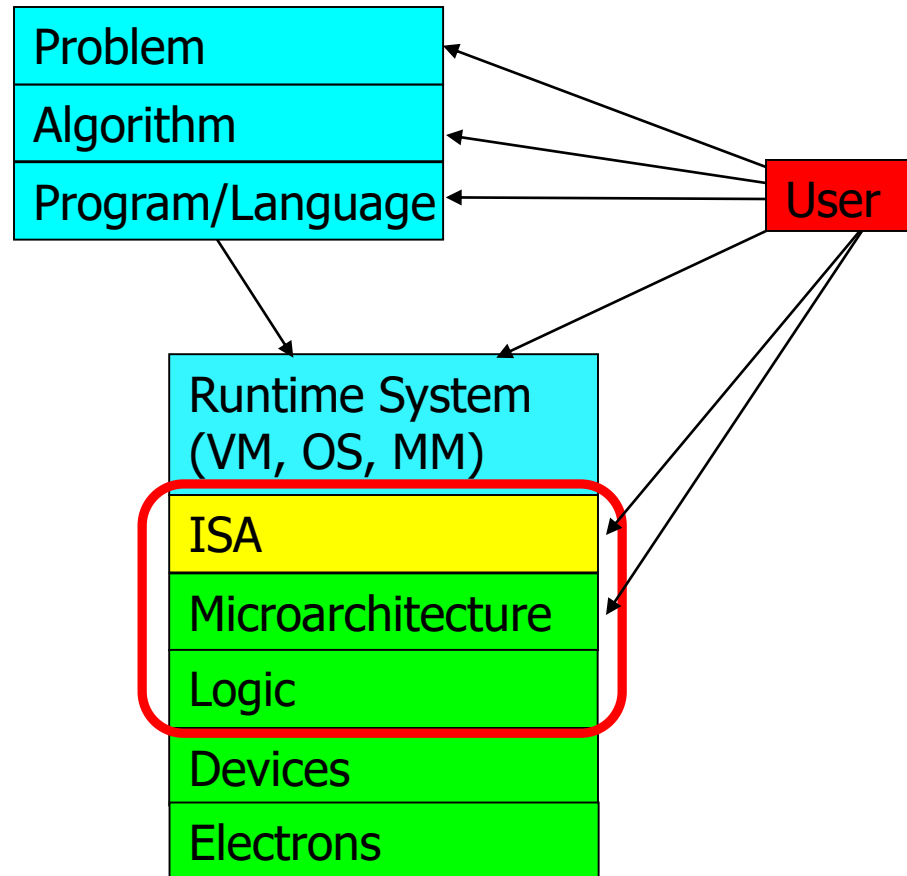 Problem
Algorithm
Program/Language
User
Runtime System
(VM, OS, MM)
ISA
Microarchitecture
Logic
Devices
Electrons